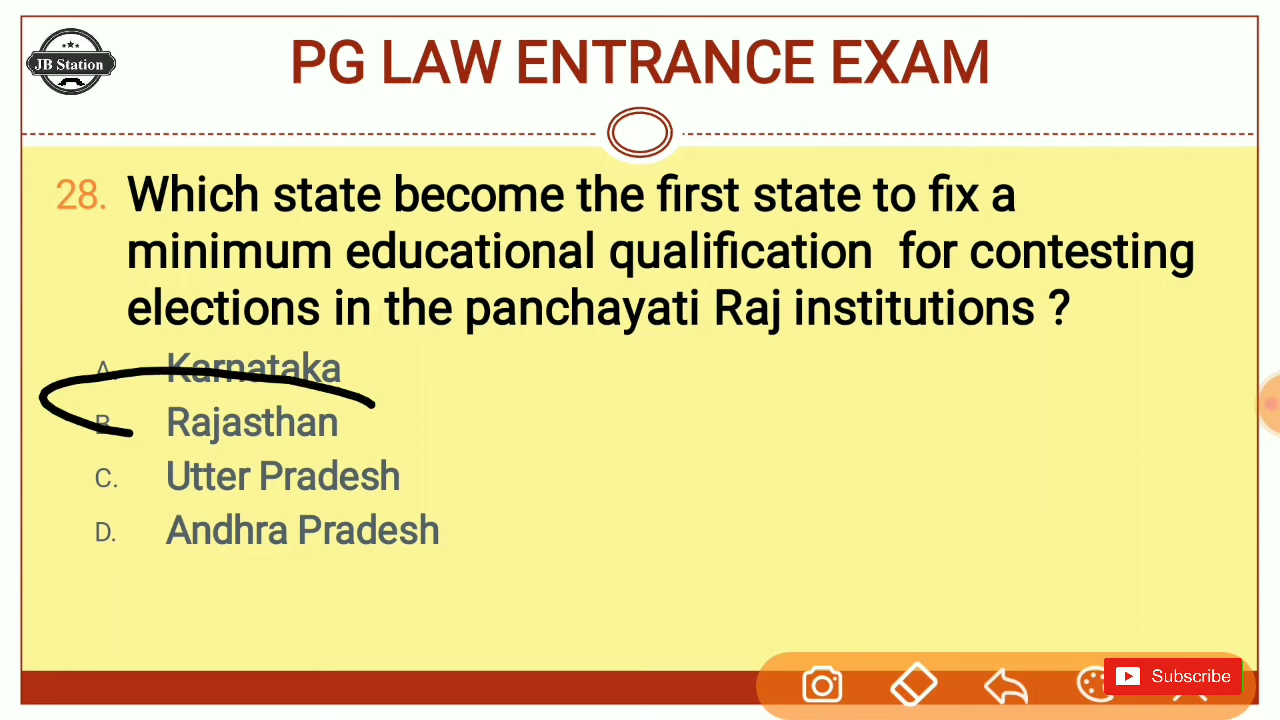 JB Station
PG LAW ENTRANCE EXAM
28. Which state become the first state to fix a
minimum educational qualification for contesting
elections in the panchayati Raj institutions ?
A. Karnataka
B. Rajasthan
C. Utter Pradesh
D. Andhra Pradesh
Subscribe